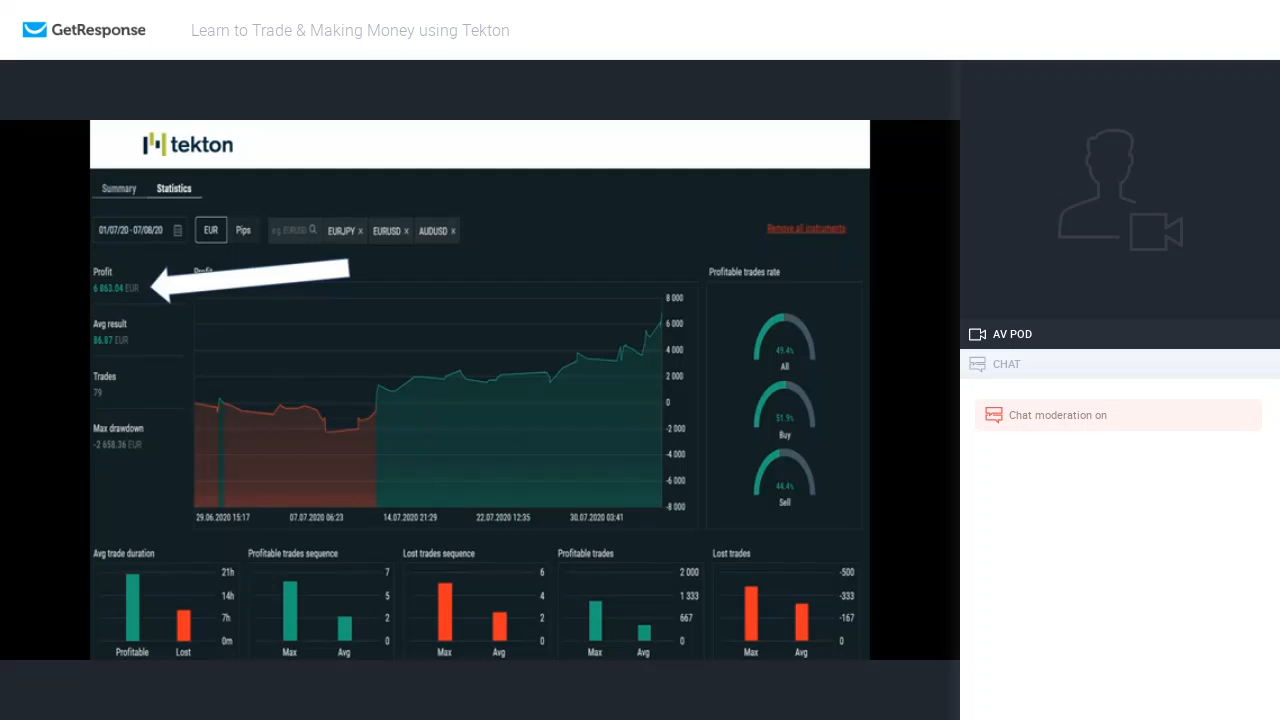 GetResponse
Learn to Trade & Making Money using Tekton
tekton
Summary Statistics
01/07/20 - 07/08/20 EUR Pips e.g. EURUSD EURJPY × EURUSD × AUDUSD × Remove all instruments
Profit
6 863.04 EUR
Avg result
86.87 EUR
Trades
79
Max drawdown
-2 658.36 EUR
Profit
8 000
6 000
4 000
2 000
0
-2 000
-4 000
-6 000
-8 000
29.06.2020 15:17 07.07.2020 06:23 14.07.2020 21:29 22.07.2020 12:35 30.07.2020 03:41
Profitable trades rate
49.4%
All
51.9%
Buy
44.4%
Sell
Avg trade duration
21h
14h
7h
0m
Profitable Lost
Profitable trades sequence
7
5
2
0
Max Avg
Lost trades sequence
6
4
2
0
Max Avg
Profitable trades
2 000
1 333
667
0
Max Avg
Lost trades
-500
-333
-167
0
Max Avg
AV POD
CHAT
Chat moderation on